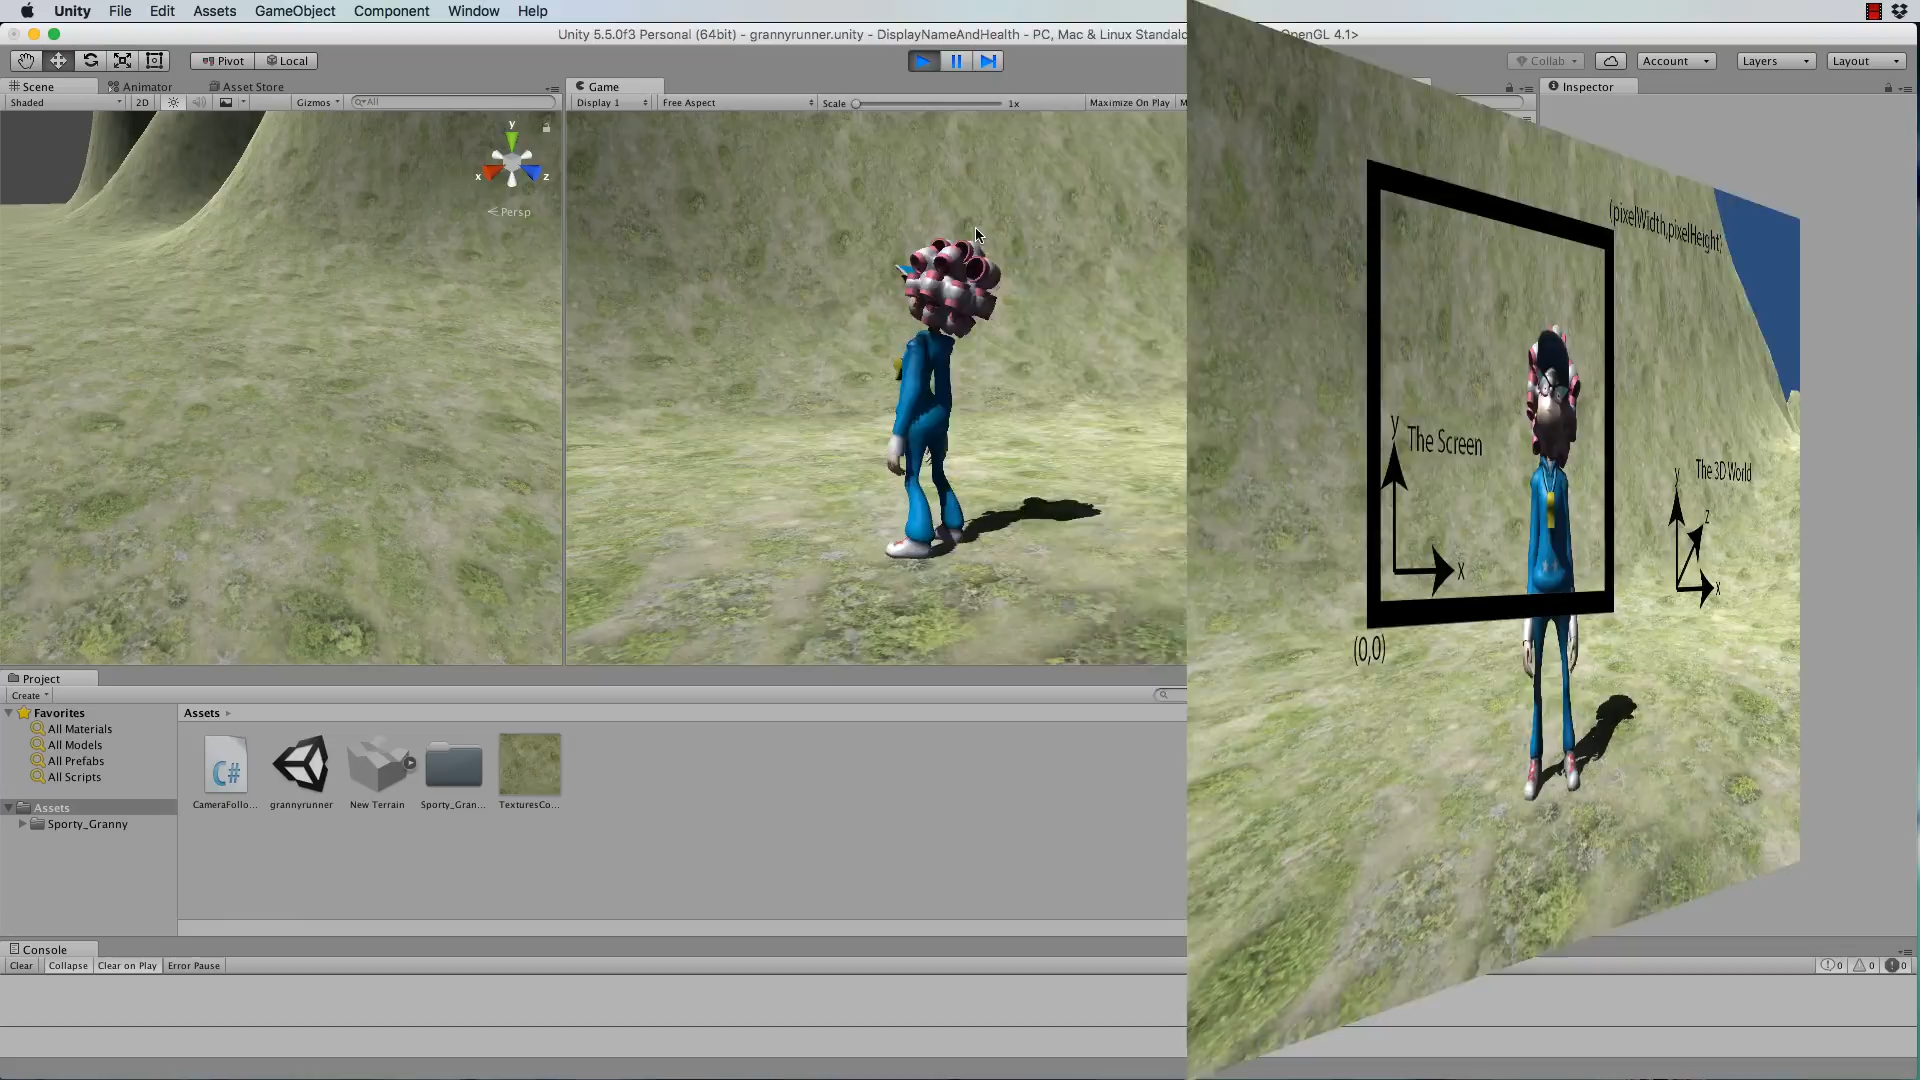 Unity File Edit Assets GameObject Component Window Help
Unity 5.5.0f3 Personal (64bit) - grannyrunner.unity - DisplayNameAndHealth - PC, Mac & Linux Standalo
OpenGL 4.1>
Pivot Local
Collab Account Layers Layout
Scene Animator Asset Store
Game
Inspector
Shaded 2D Gizmos All
Display 1 Free Aspect Scale 1x Maximize On Play M
y
x z
Persp
(pixelWidth,pixelHeight)
y The Screen
x
(0,0)
The 3D World
y
z
x
Project
Create
Favorites
All Materials
All Models
All Prefabs
All Scripts
Assets
Sporty_Granny
Assets
C#
CameraFollo... grannyrunner New Terrain Sporty_Gran... TexturesCo...
Console
Clear Collapse Clear on Play Error Pause
0 0 0